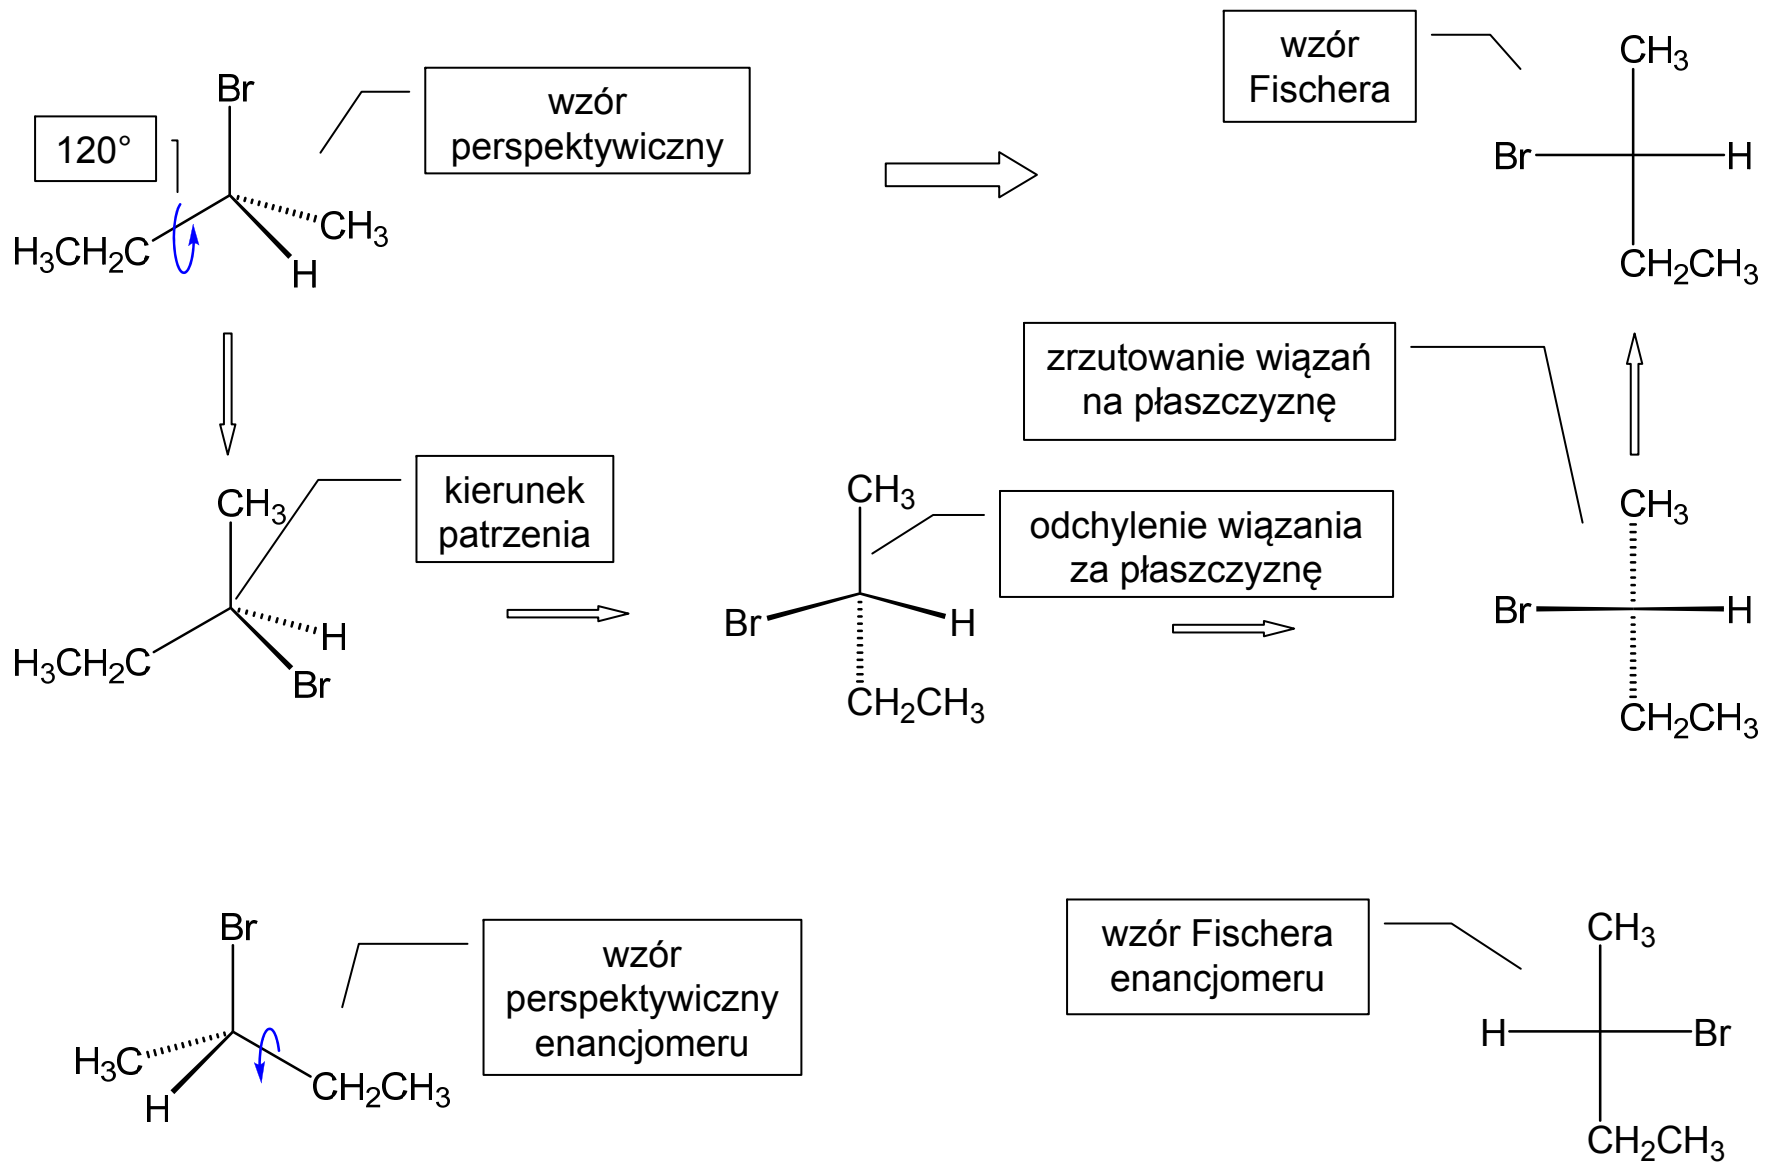 Br
120°
wzór
perspektywiczny
H₃CH₂C
CH₃
H
wzór
Fischera
CH₃
Br
H
CH₂CH₃
CH₃
H₃CH₂C
H
Br
kierunek
patrzenia
CH₃
Br
H
CH₂CH₃
odchylenie wiązania
za płaszczyznę
zrzutowanie wiązań
na płaszczyznę
CH₃
Br
H
CH₂CH₃
Br
H₃C
H
CH₂CH₃
wzór
perspektywiczny
enancjomeru
wzór Fischera
enancjomeru
CH₃
H
Br
CH₂CH₃